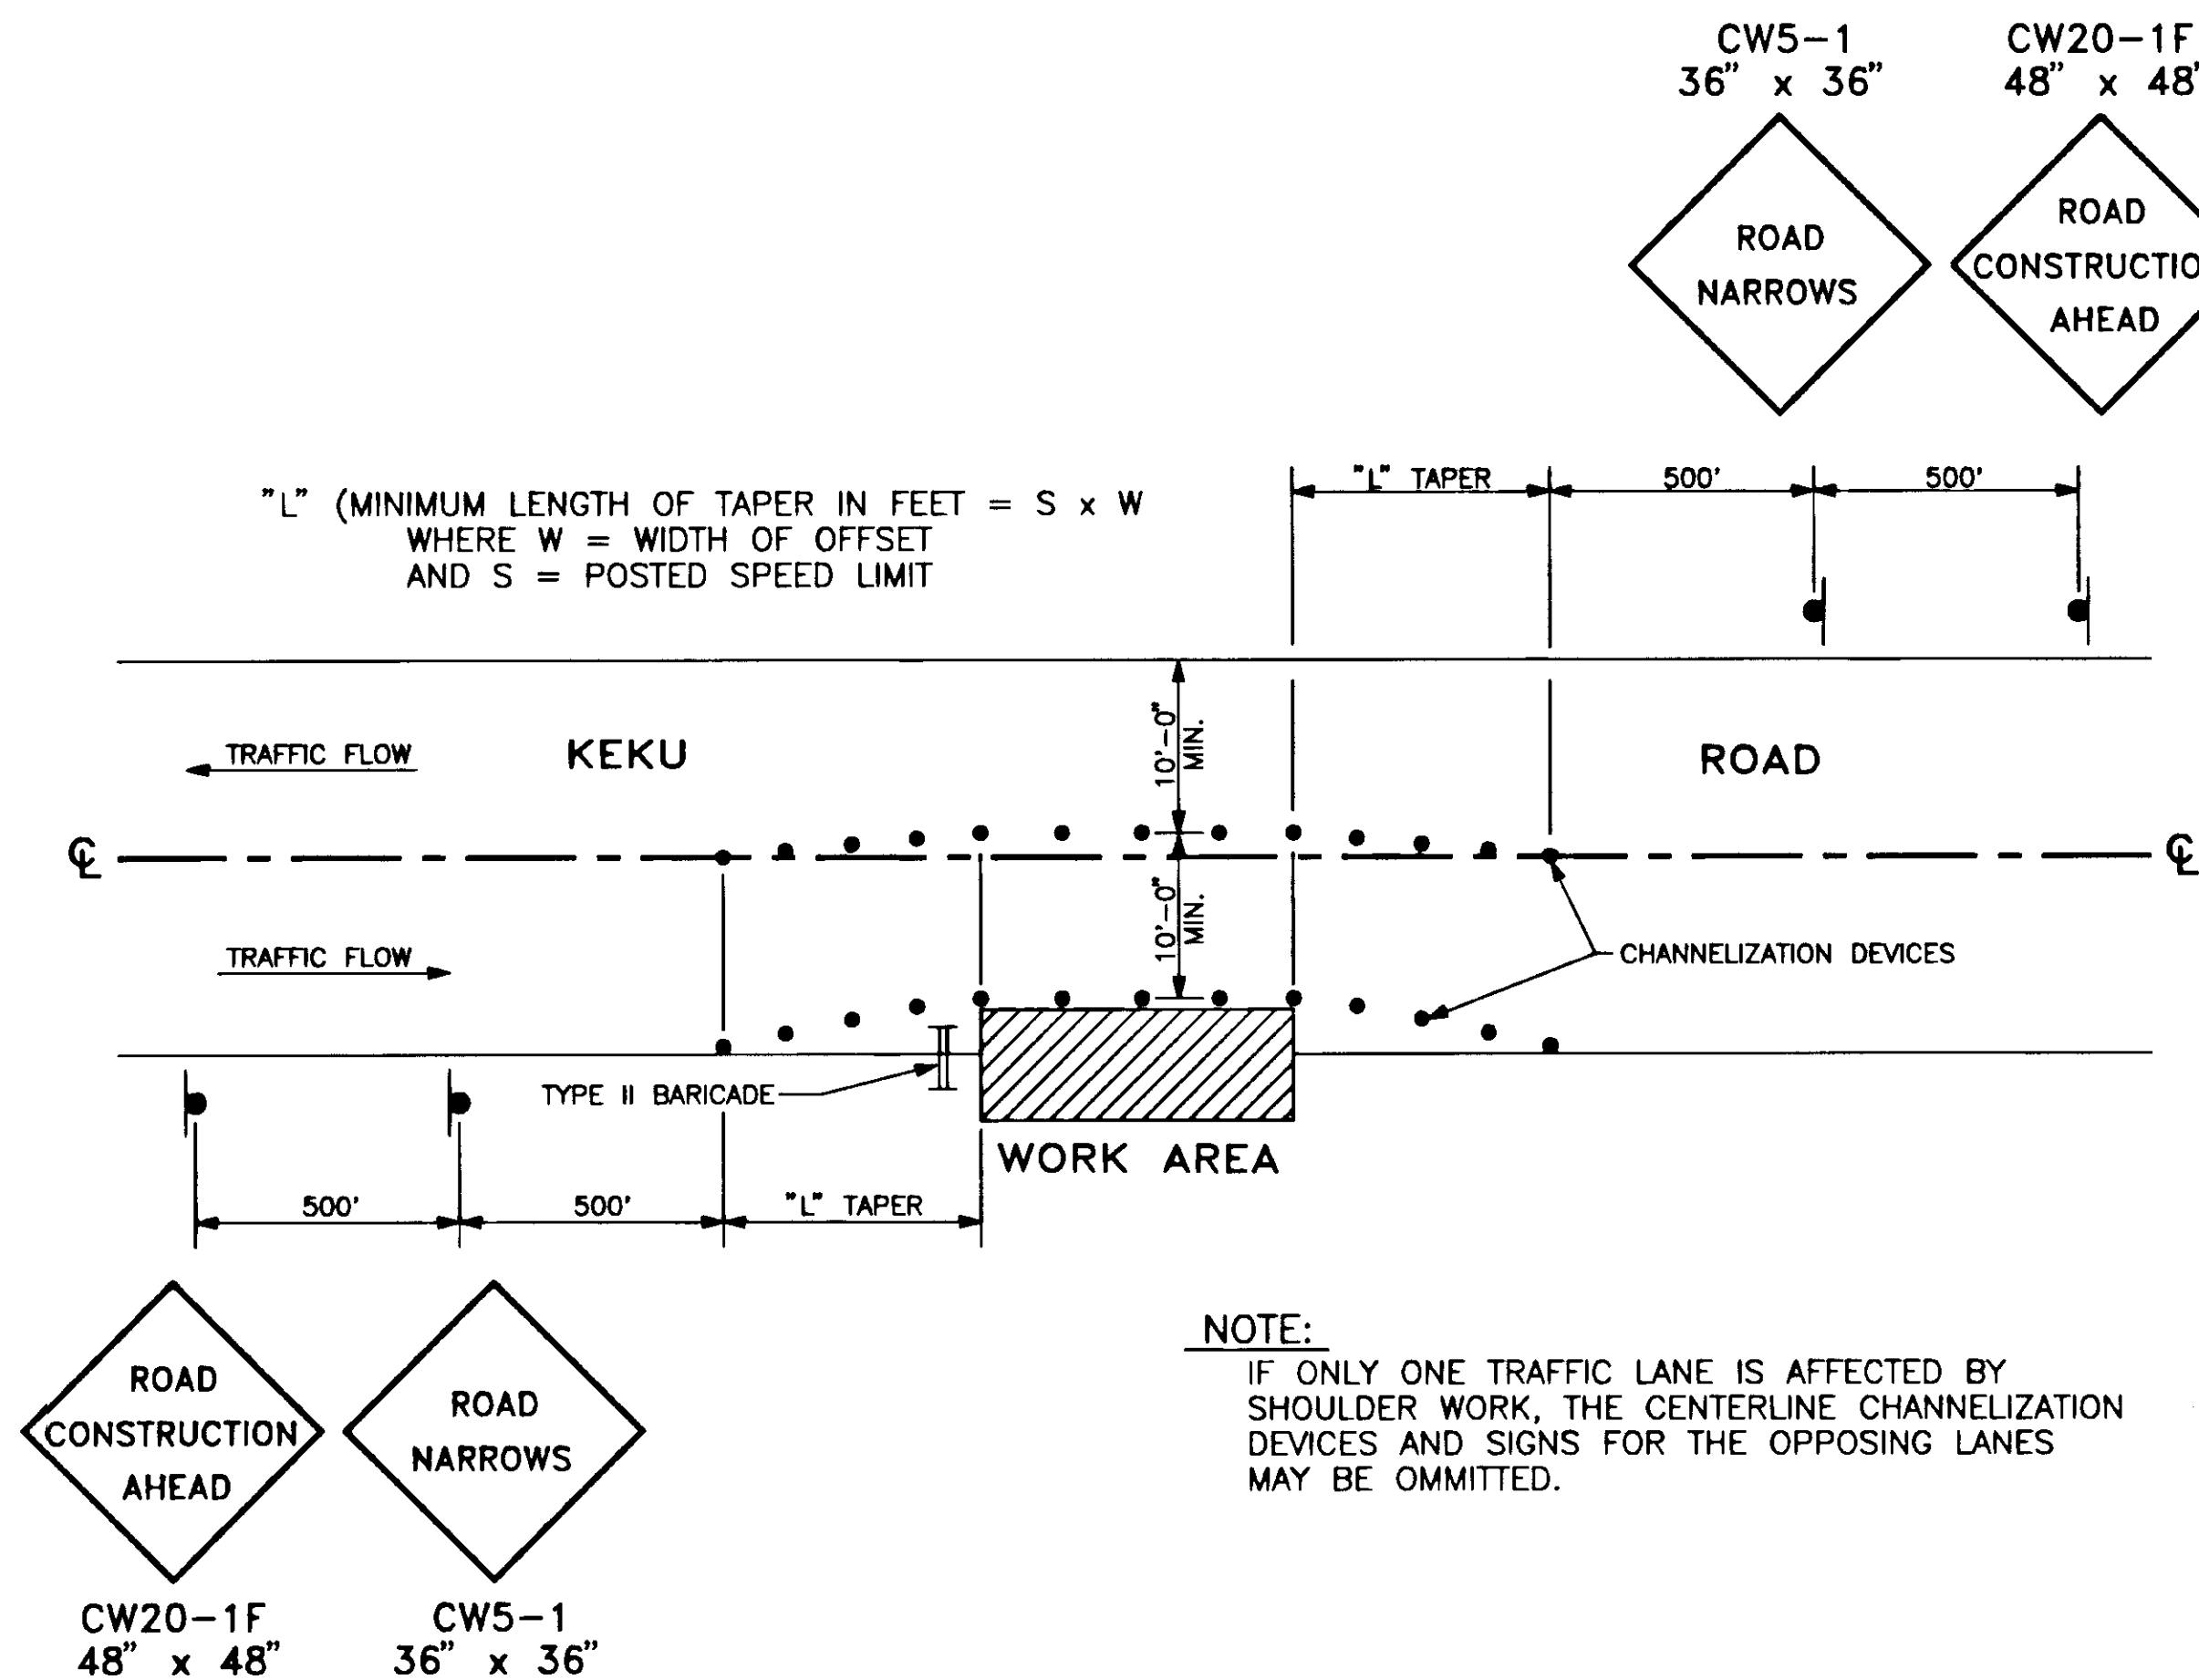 CW5-1
36" x 36"
CW20-1F
48" x 48"
ROAD
NARROWS
ROAD
CONSTRUCTIO
AHEAD
"L" (MINIMUM LENGTH OF TAPER IN FEET = S x W
WHERE W = WIDTH OF OFFSET
AND S = POSTED SPEED LIMIT
"L" TAPER
500'
500'
TRAFFIC FLOW
KEKU
10'-0"
MIN.
ROAD
℄
℄
10'-0"
MIN.
TRAFFIC FLOW
CHANNELIZATION DEVICES
TYPE II BARICADE
WORK AREA
500'
500'
"L" TAPER
ROAD
CONSTRUCTION
AHEAD
ROAD
NARROWS
CW20-1F
48" x 48"
CW5-1
36" x 36"
NOTE:
IF ONLY ONE TRAFFIC LANE IS AFFECTED BY
SHOULDER WORK, THE CENTERLINE CHANNELIZATION
DEVICES AND SIGNS FOR THE OPPOSING LANES
MAY BE OMMITTED.